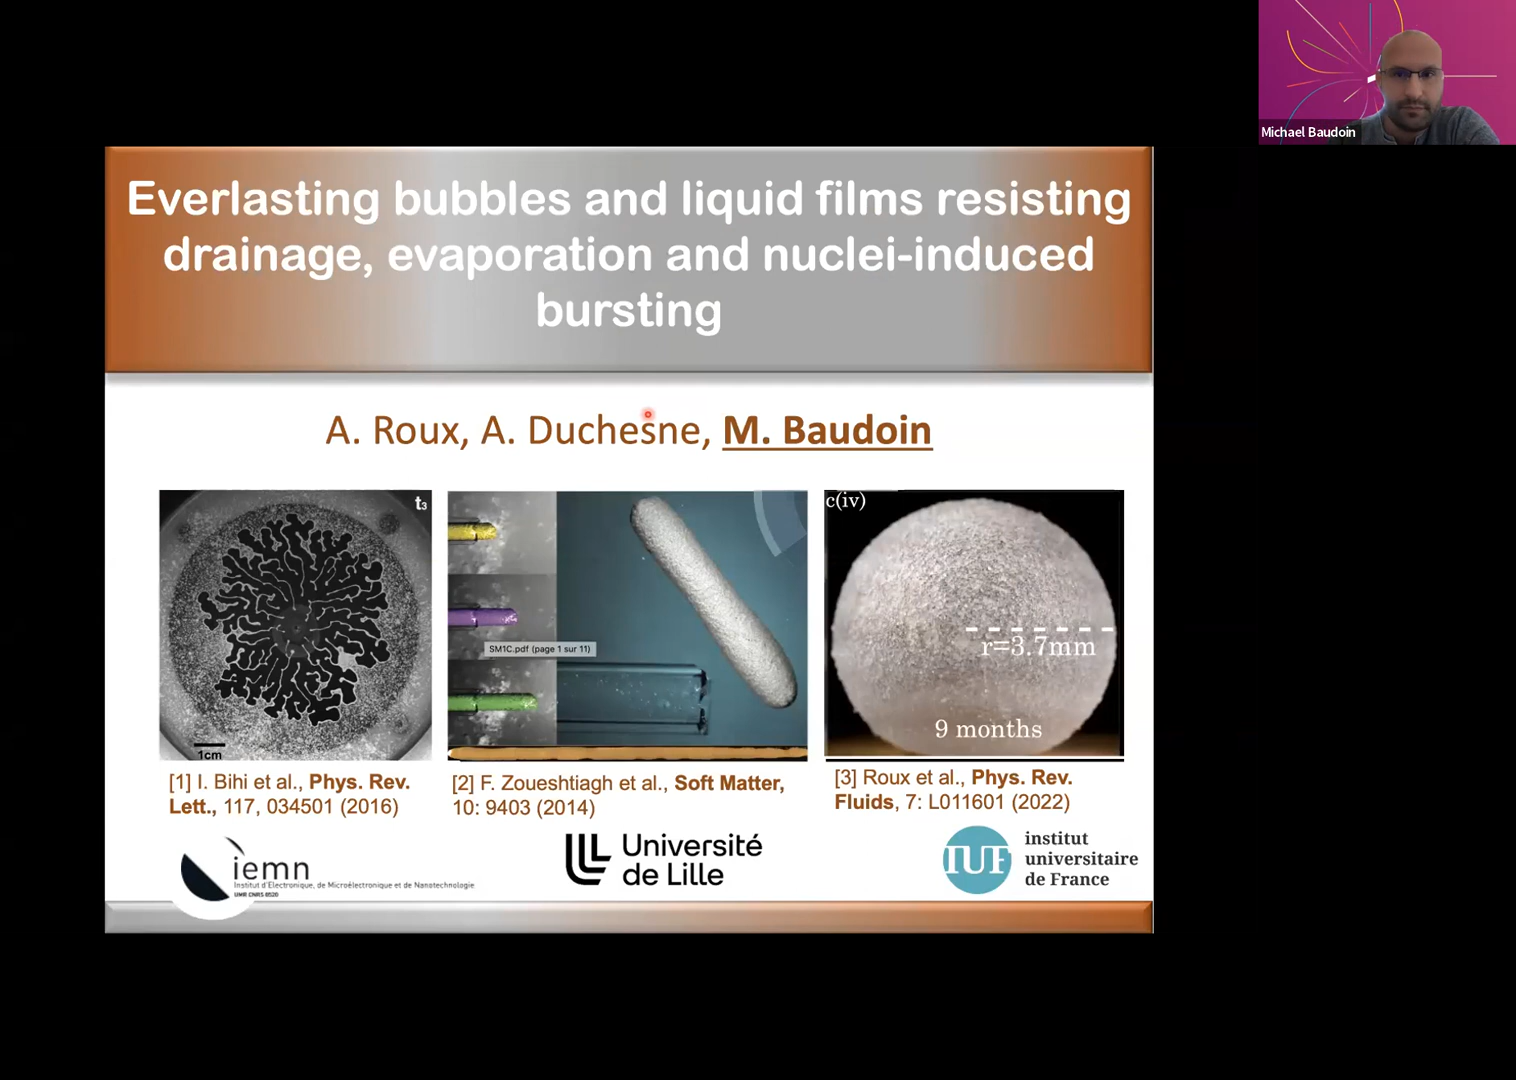 Michael Baudoin
Everlasting bubbles and liquid films resisting
drainage, evaporation and nuclei-induced
bursting
A. Roux, A. Duchesne, M. Baudoin
t3
1cm
SM1C.pdf (page 1 sur 11)
c(iv)
r=3.7mm
9 months
[1] I. Bihi et al., Phys. Rev.
Lett., 117, 034501 (2016)
[2] F. Zoueshtiagh et al., Soft Matter,
10: 9403 (2014)
[3] Roux et al., Phys. Rev.
Fluids, 7: L011601 (2022)
iemn
Institut d'Electronique, de Microélectronique et de Nanotechnologie
UMR CNRS 8520
Université
de Lille
IUF
institut
universitaire
de France